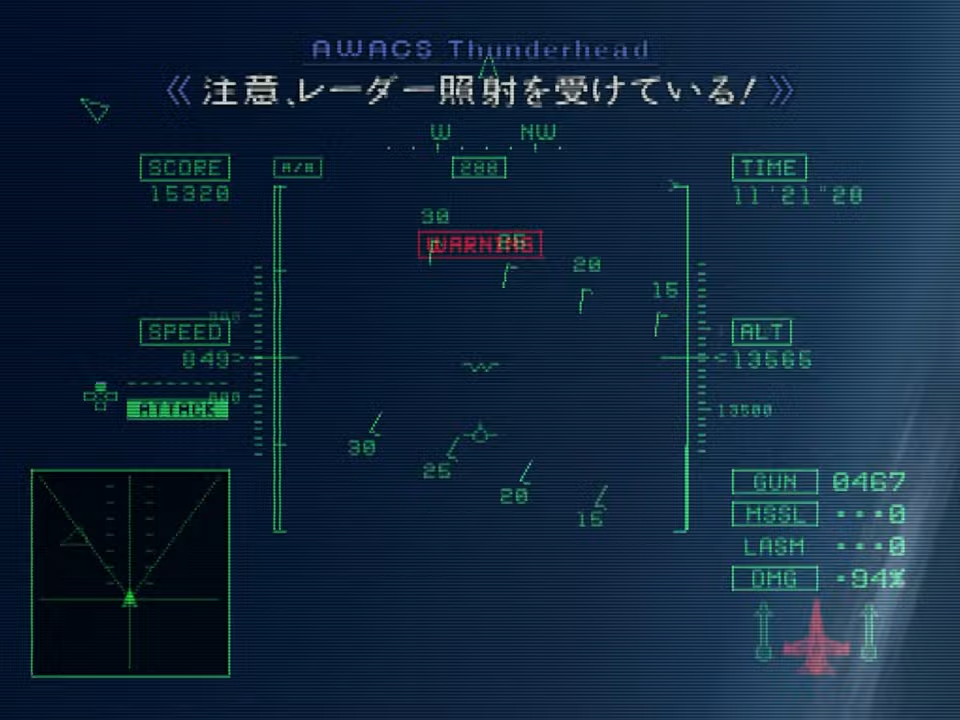 AWACS Thunderhead
《注意、レーダー照射を受けている!》
W NW
SCORE
15320
A/B
288
TIME
11'21"20
30
WARNING
20
15
SPEED
849
ALT
13565
800
ATTACK
13500
30
25
20
15
GUN 0467
MSSL ---0
LASM ---0
DMG -94%